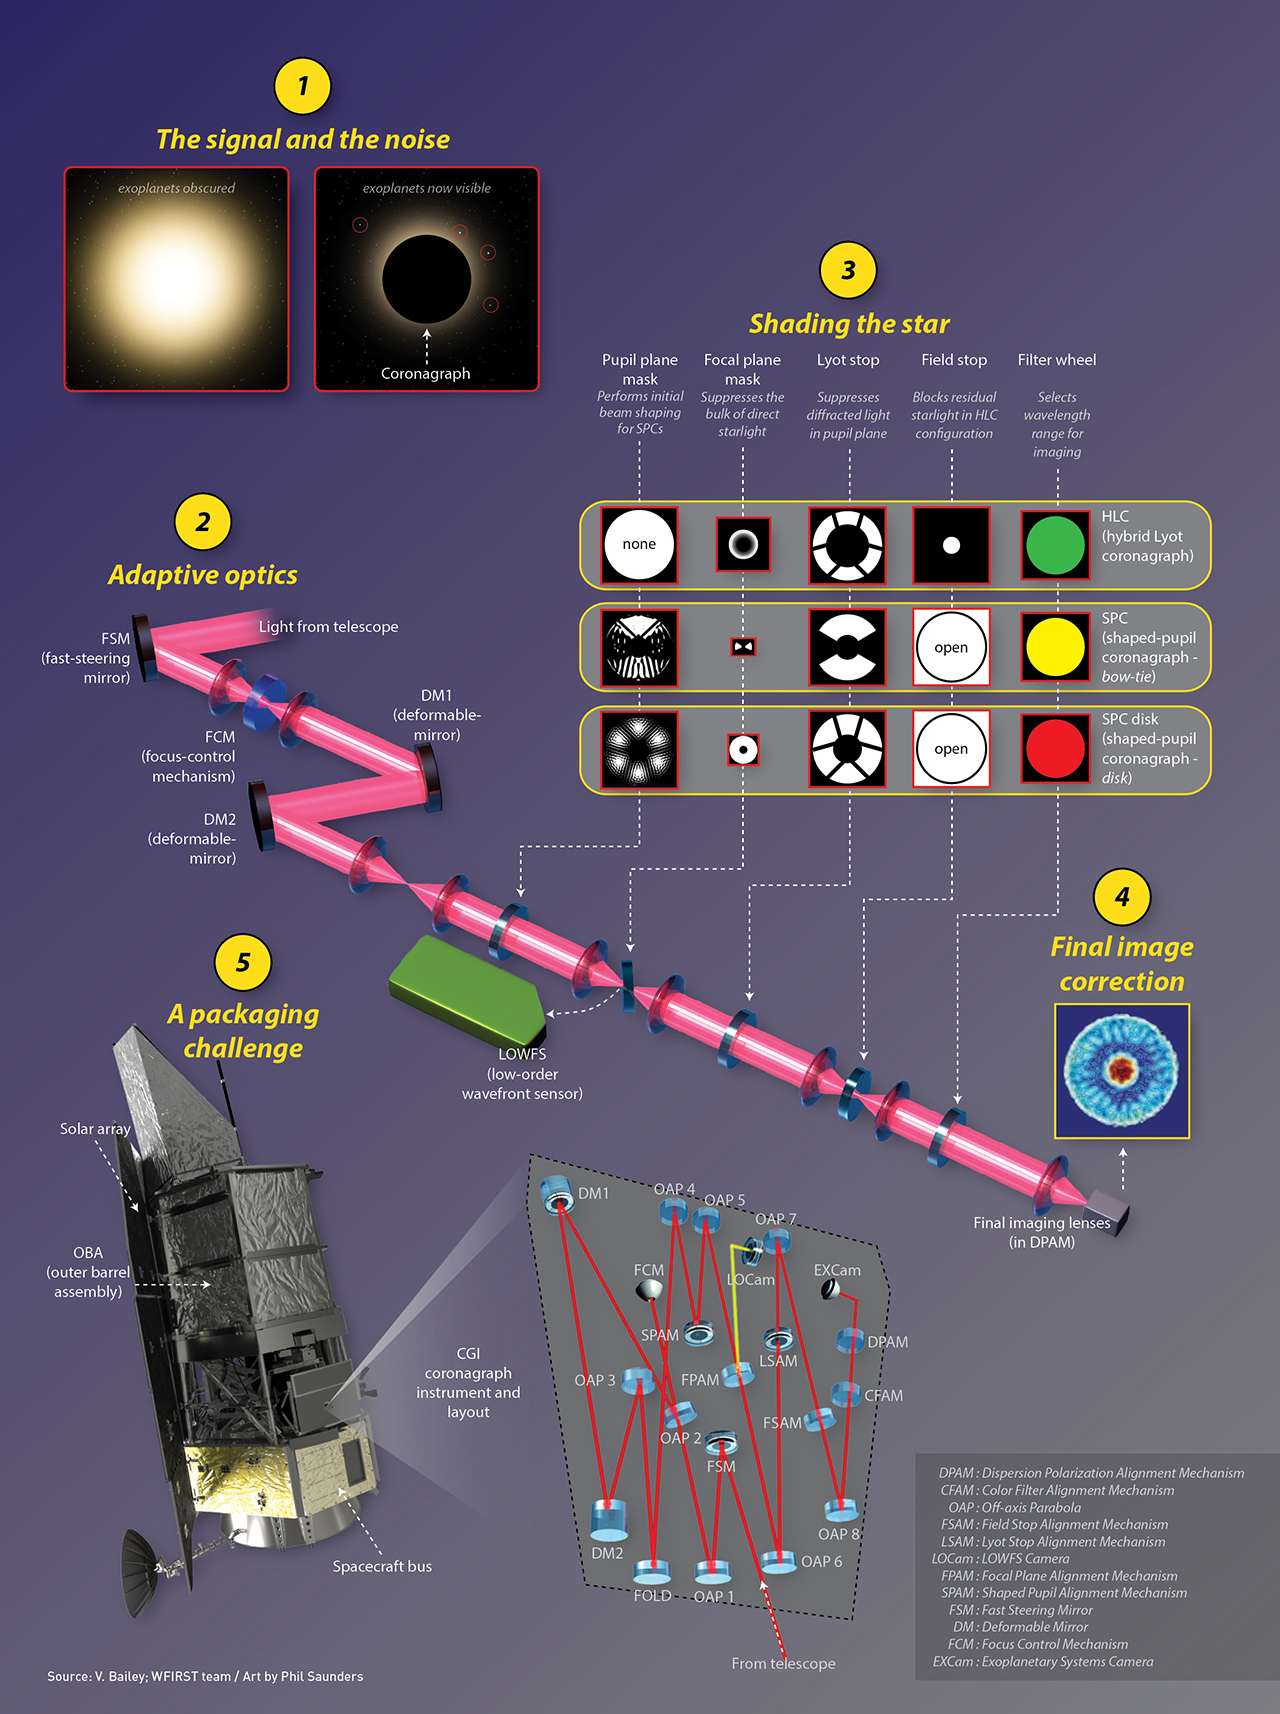 1
The signal and the noise
exoplanets obscured
exoplanets now visible
Coronagraph
2
Adaptive optics
Light from telescope
FSM
(fast-steering
mirror)
FCM
(focus-control
mechanism)
DM1
(deformable-
mirror)
DM2
(deformable-
mirror)
LOWFS
(low-order
wavefront sensor)
3
Shading the star
Pupil plane
mask
Performs initial
beam shaping
for SPCs
Focal plane
mask
Suppresses the
bulk of direct
starlight
Lyot stop
Suppresses
diffracted light
in pupil plane
Field stop
Blocks residual
starlight in HLC
configuration
Filter wheel
Selects
wavelength
range for
imaging
none
HLC
(hybrid Lyot
coronagraph)
open
SPC
(shaped-pupil
coronagraph -
bow-tie)
open
SPC disk
(shaped-pupil
coronagraph -
disk)
4
Final image
correction
Final imaging lenses
(in DPAM)
5
A packaging
challenge
Solar array
OBA
(outer barrel
assembly)
Spacecraft bus
CGI
coronagraph
instrument and
layout
DM1
OAP 4
OAP 5
OAP 7
LOCam
FCM
EXCam
SPAM
LSAM
DPAM
OAP 3
FPAM
CFAM
FSAM
OAP 2
FSM
DM2
OAP 8
OAP 6
FOLD
OAP 1
From telescope
DPAM : Dispersion Polarization Alignment Mechanism
CFAM : Color Filter Alignment Mechanism
OAP : Off-axis Parabola
FSAM : Field Stop Alignment Mechanism
LSAM : Lyot Stop Alignment Mechanism
LOCam : LOWFS Camera
FPAM : Focal Plane Alignment Mechanism
SPAM : Shaped Pupil Alignment Mechanism
FSM : Fast Steering Mirror
DM : Deformable Mirror
FCM : Focus Control Mechanism
EXCam : Exoplanetary Systems Camera
Source: V. Bailey; WFIRST team / Art by Phil Saunders